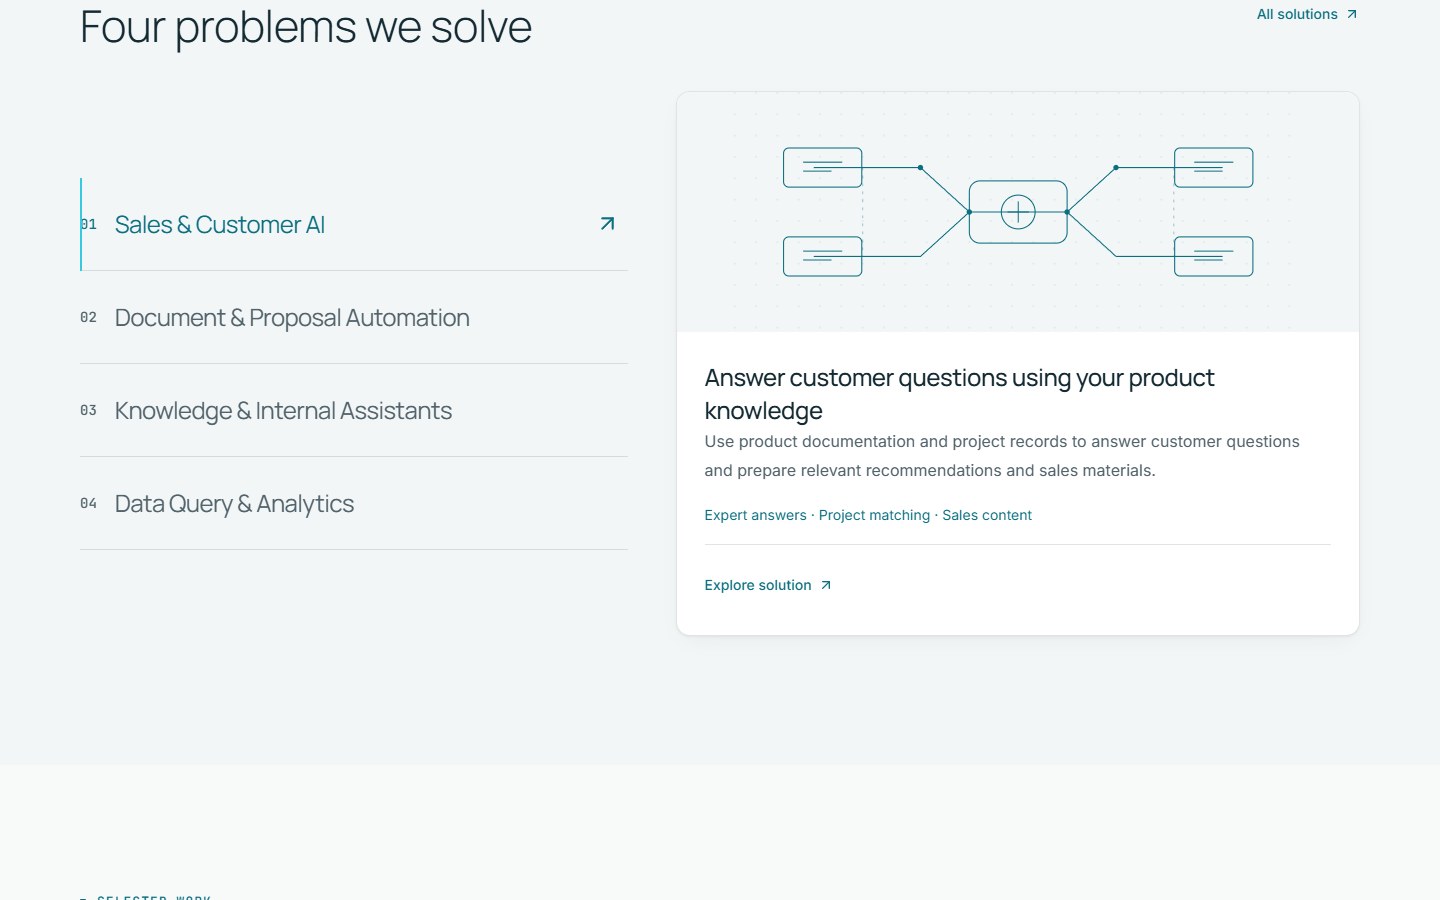 Four problems we solve
All solutions
01 Sales & Customer AI
02 Document & Proposal Automation
03 Knowledge & Internal Assistants
04 Data Query & Analytics
Answer customer questions using your product
knowledge
Use product documentation and project records to answer customer questions
and prepare relevant recommendations and sales materials.
Expert answers · Project matching · Sales content
Explore solution
SELECTED WORK